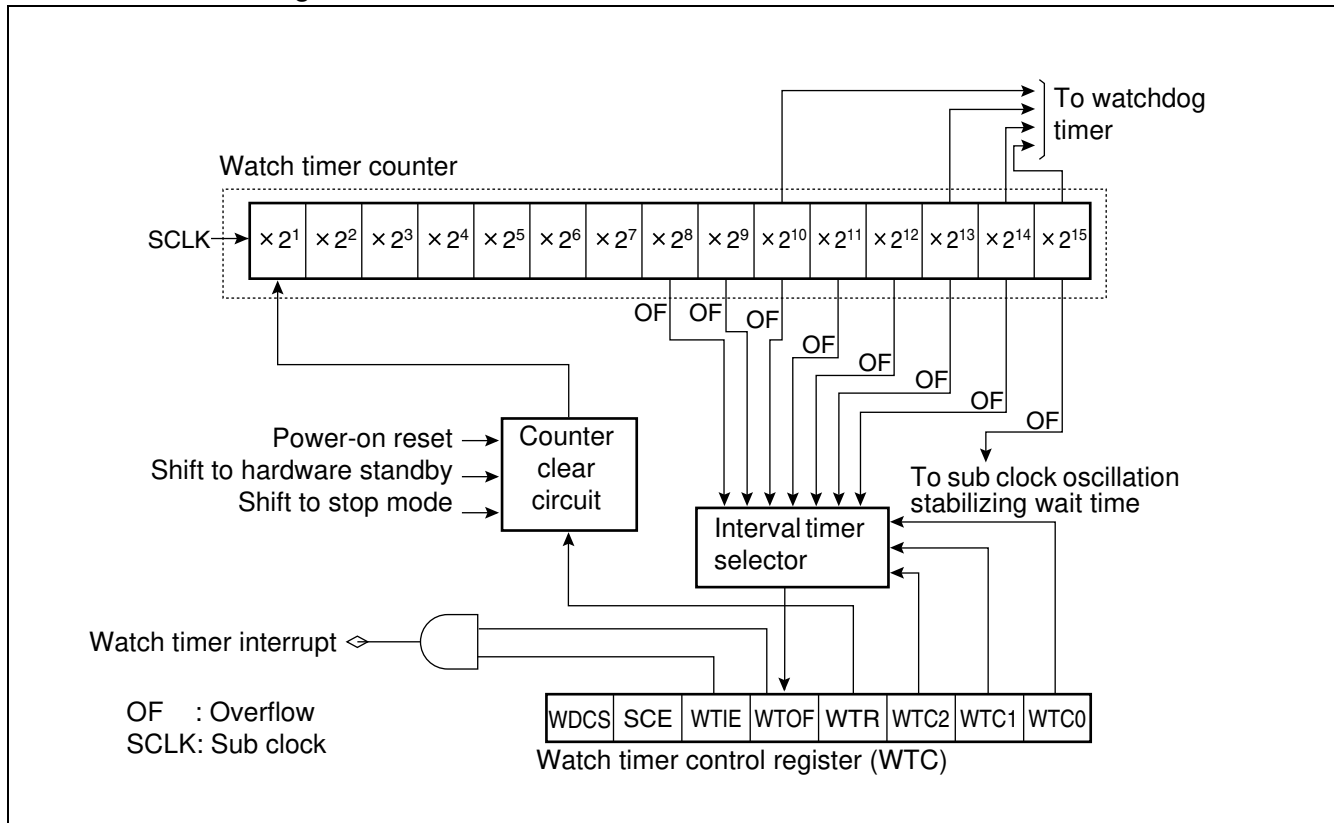 To watchdog
timer
Watch timer counter
SCLK
× 2¹ × 2² × 2³ × 2⁴ × 2⁵ × 2⁶ × 2⁷ × 2⁸ × 2⁹ × 2¹⁰ × 2¹¹ × 2¹² × 2¹³ × 2¹⁴ × 2¹⁵
OF OF OF
OF
OF
OF
OF
OF
Power-on reset
Shift to hardware standby
Shift to stop mode
Counter
clear
circuit
To sub clock oscillation
stabilizing wait time
Interval timer
selector
Watch timer interrupt
WDCS SCE WTIE WTOF WTR WTC2 WTC1 WTC0
Watch timer control register (WTC)
OF : Overflow
SCLK: Sub clock